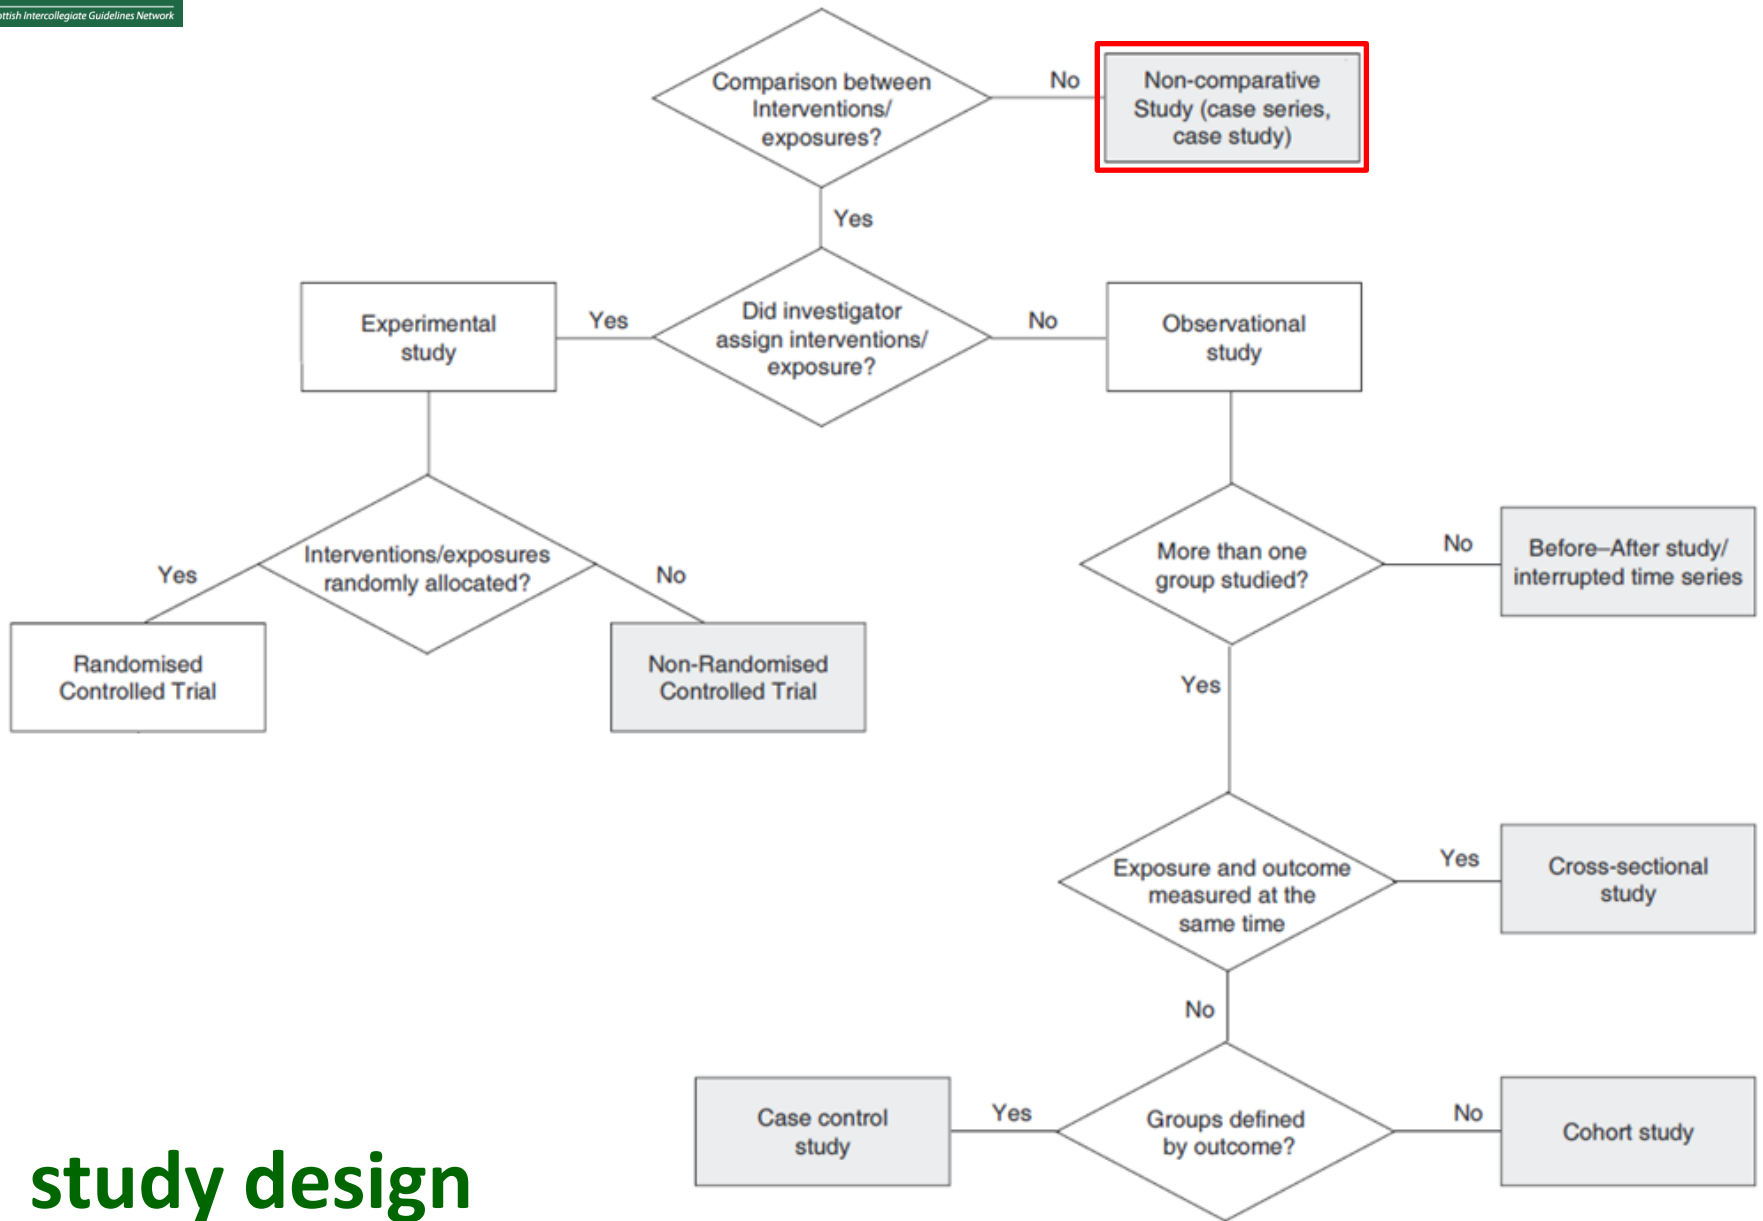 Scottish Intercollegiate Guidelines Network
Comparison between
Interventions/
exposures?
No
Non-comparative
Study (case series,
case study)
Yes
Experimental
study
Yes
Did investigator
assign interventions/
exposure?
No
Observational
study
Interventions/exposures
randomly allocated?
Yes
No
Randomised
Controlled Trial
Non-Randomised
Controlled Trial
More than one
group studied?
No
Before–After study/
interrupted time series
Yes
Exposure and outcome
measured at the
same time
Yes
Cross-sectional
study
No
Case control
study
Yes
Groups defined
by outcome?
No
Cohort study
study design